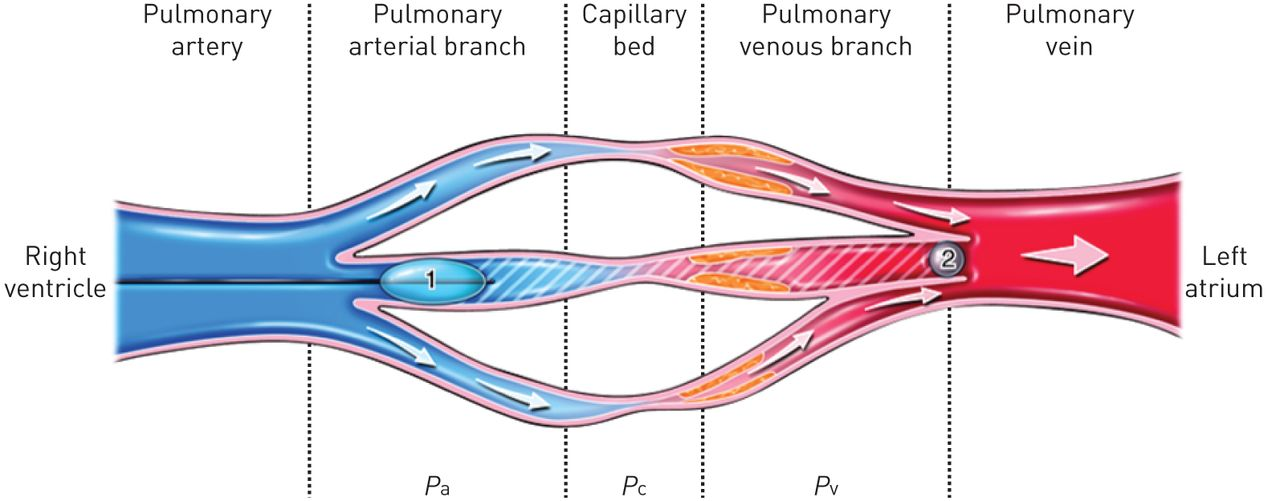 Pulmonary
artery
Pulmonary
arterial branch
Capillary
bed
Pulmonary
venous branch
Pulmonary
vein
Right
ventricle
1
2
Left
atrium
Pa
Pc
Pv